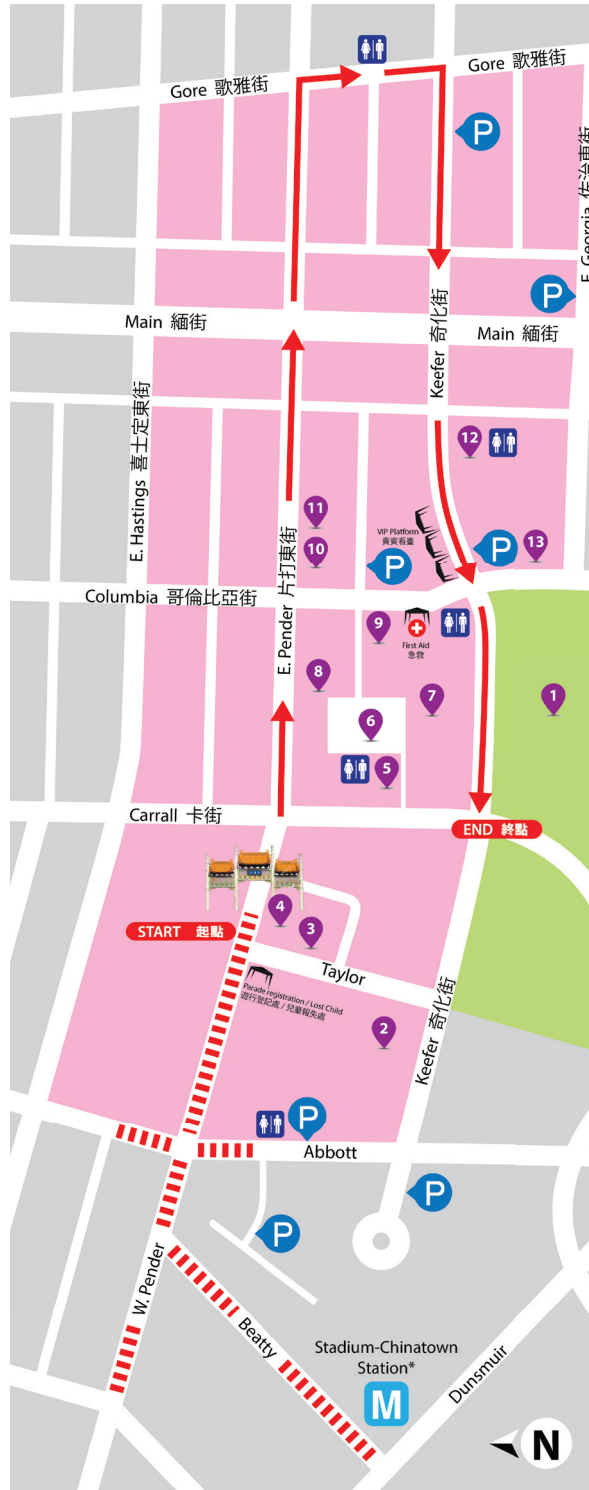 Gore 歌雅街
Gore 歌雅街
P
E. Georgia 佐治東街
P
Main 緬街
Main 緬街
Keefer 奇化街
E. Hastings 喜士定東街
12
11
VIP Platform
貴賓看臺
P
13
10
P
E. Pender 片打東街
Columbia 哥倫比亞街
9
First Aid
急救
8
7
1
6
5
Carrall 卡街
END 終點
4
START 起點
3
Taylor
Parade registration / Lost Child
遊行登記處 / 兒童報失處
2
Keefer 奇化街
P
Abbott
P
P
W. Pender
Beatty
Stadium-Chinatown
Station*
M
Dunsmuir
N